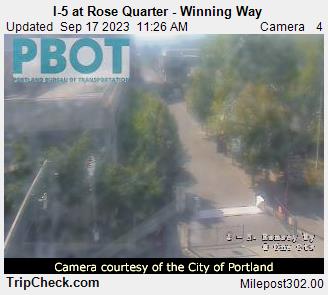 I-5 at Rose Quarter - Winning Way
Updated Sep 17 2023 11:26 AM Camera 4
PBOT
PORTLAND BUREAU OF TRANSPORTATION
Camera courtesy of the City of Portland
TripCheck.com Milepost302.00